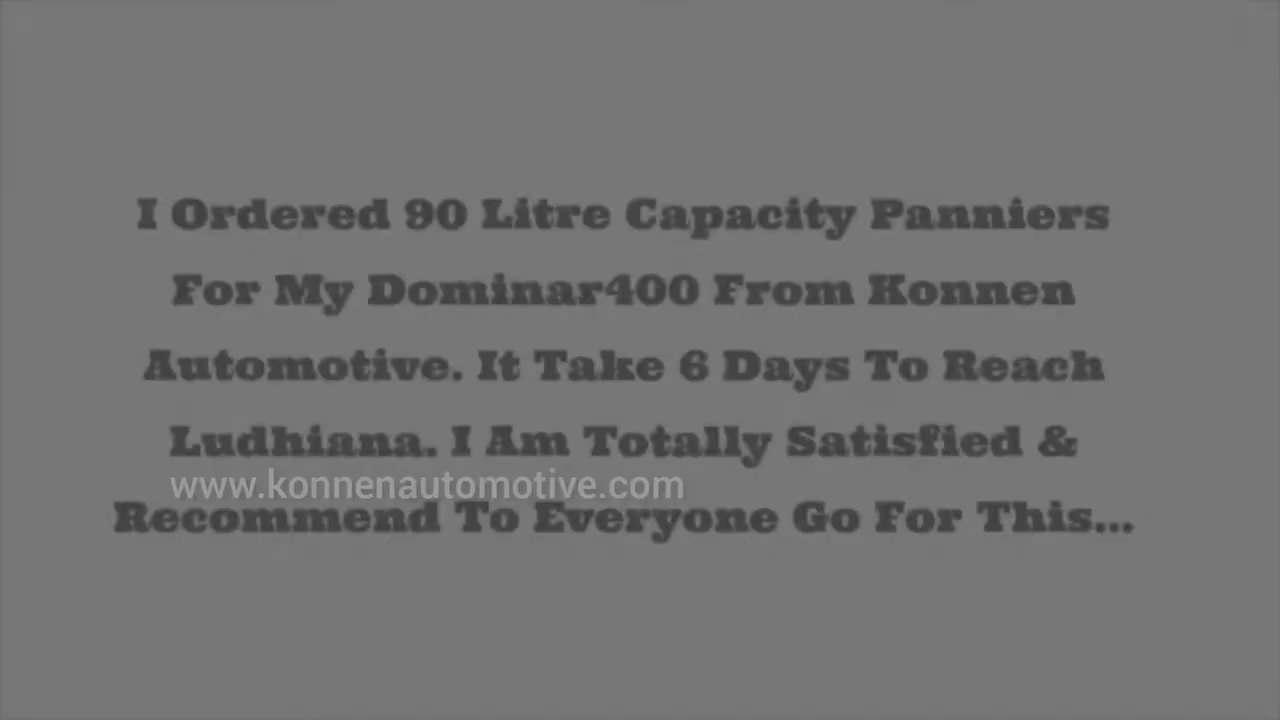 I Ordered 90 Litre Capacity Panniers
For My Dominar400 From Konnen
Automotive. It Take 6 Days To Reach
Ludhiana. I Am Totally Satisfied &
www.konnenautomotive.com
Recommend To Everyone Go For This...